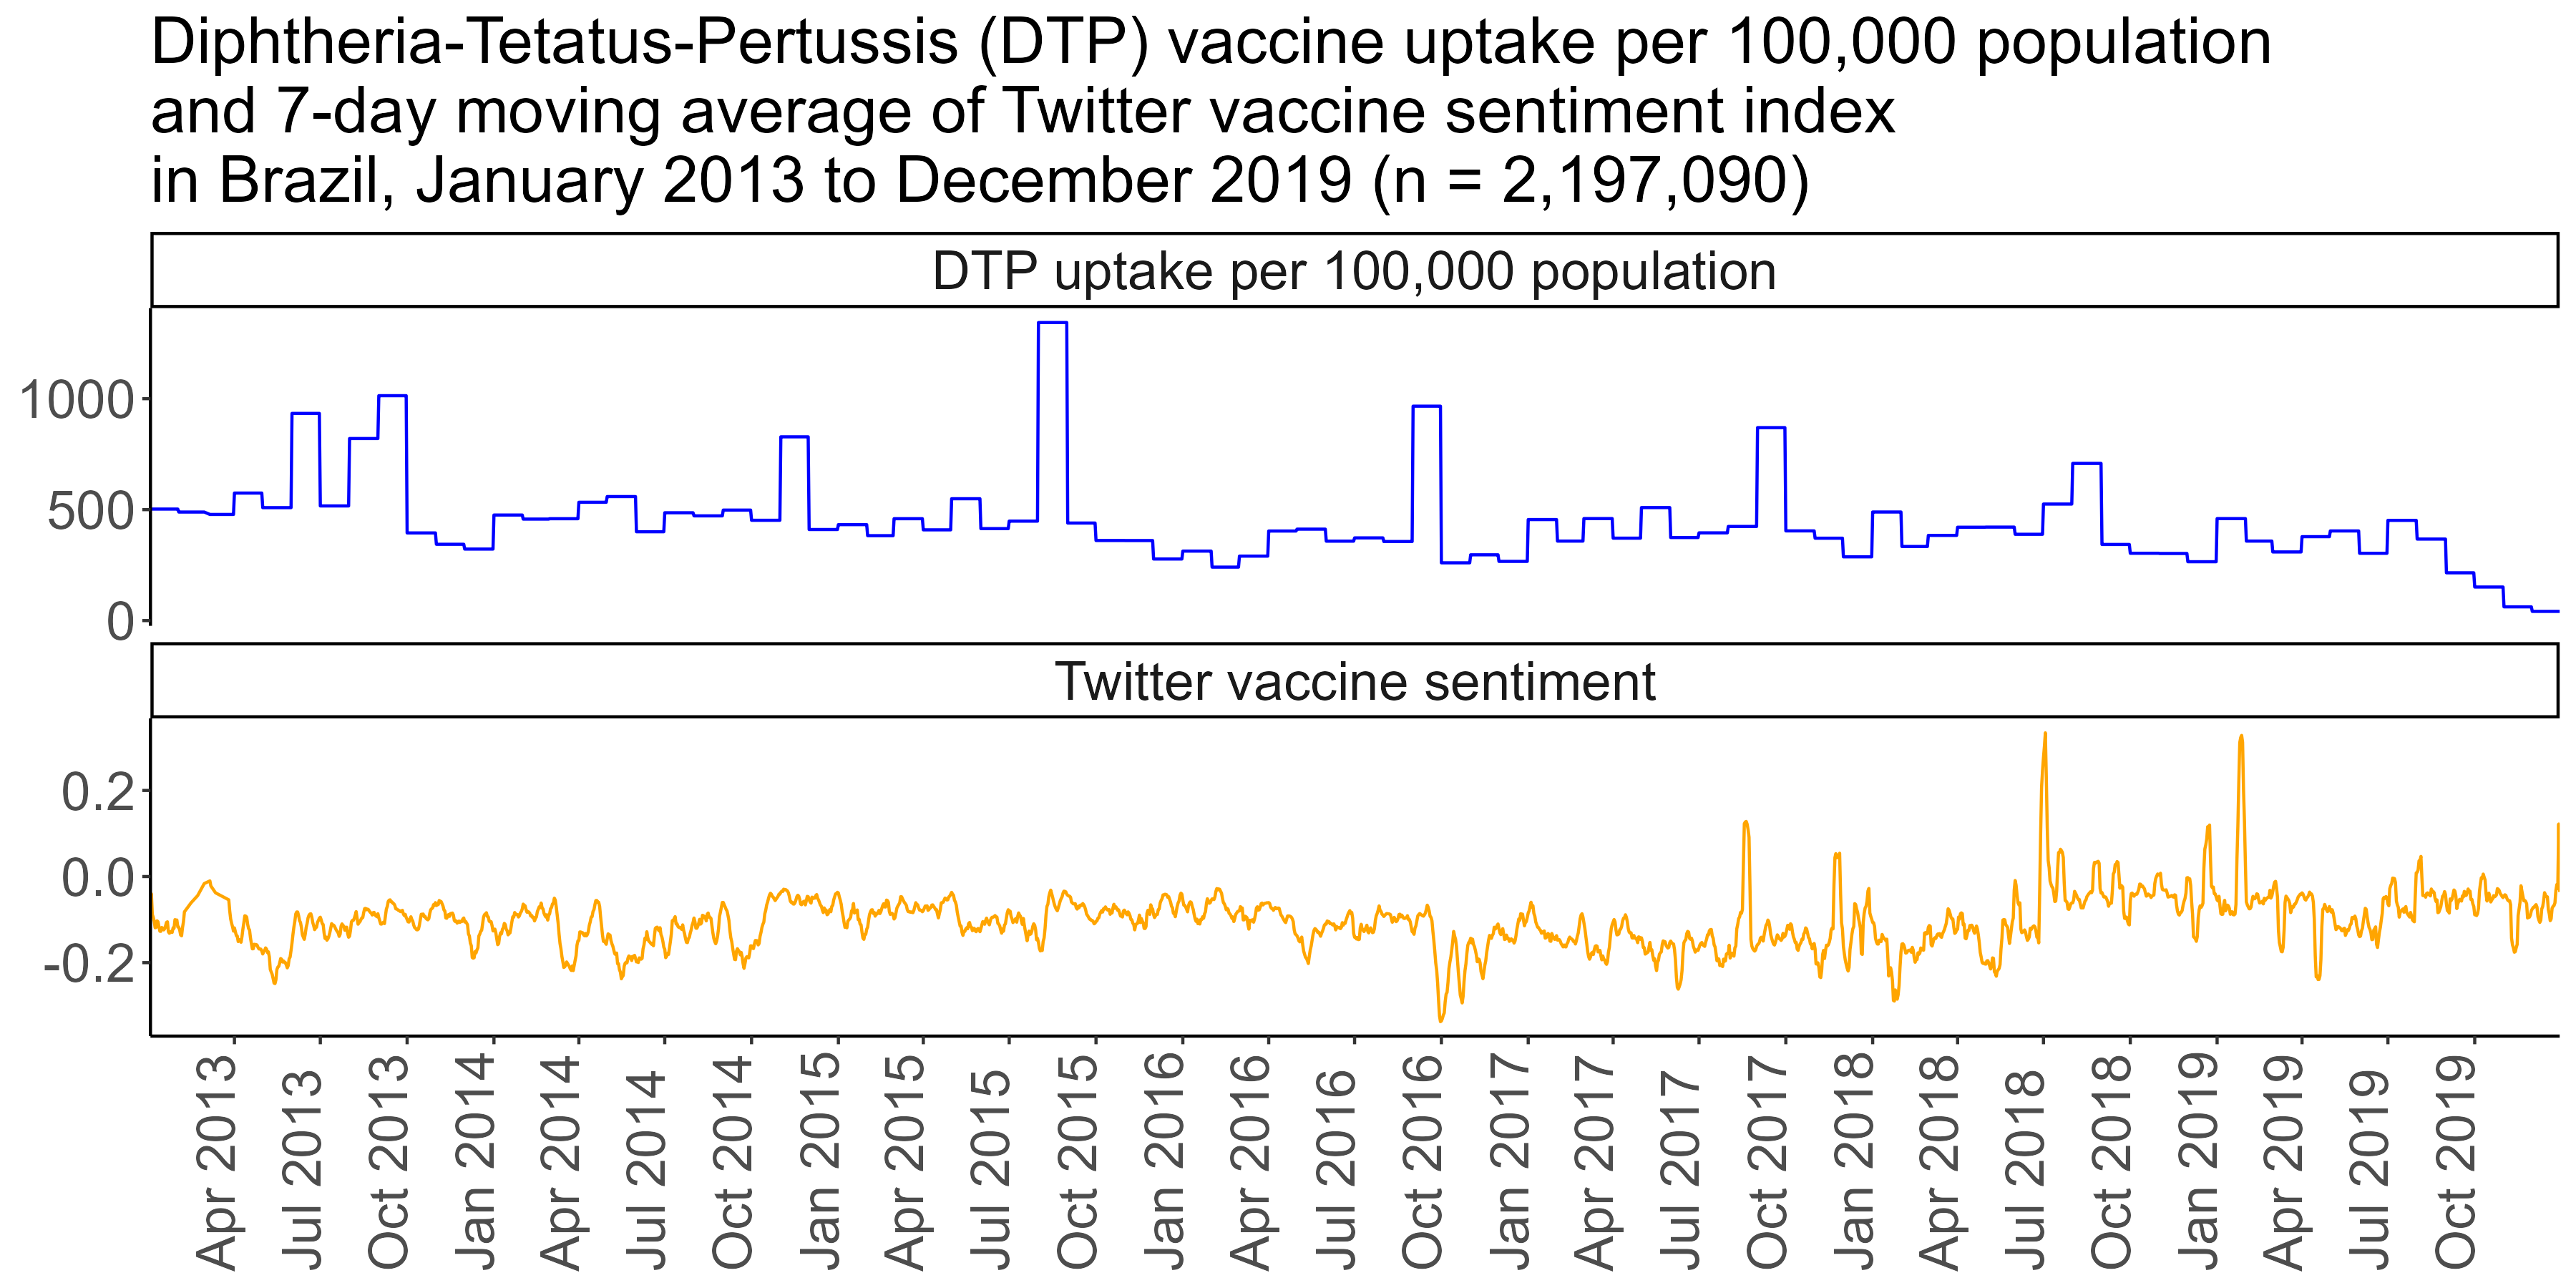 Diphtheria-Tetatus-Pertussis (DTP) vaccine uptake per 100,000 population
and 7-day moving average of Twitter vaccine sentiment index
in Brazil, January 2013 to December 2019 (n = 2,197,090)
DTP uptake per 100,000 population
1000
500
0
Twitter vaccine sentiment
0.2
0.0
-0.2
Apr 2013
Jul 2013
Oct 2013
Jan 2014
Apr 2014
Jul 2014
Oct 2014
Jan 2015
Apr 2015
Jul 2015
Oct 2015
Jan 2016
Apr 2016
Jul 2016
Oct 2016
Jan 2017
Apr 2017
Jul 2017
Oct 2017
Jan 2018
Apr 2018
Jul 2018
Oct 2018
Jan 2019
Apr 2019
Jul 2019
Oct 2019